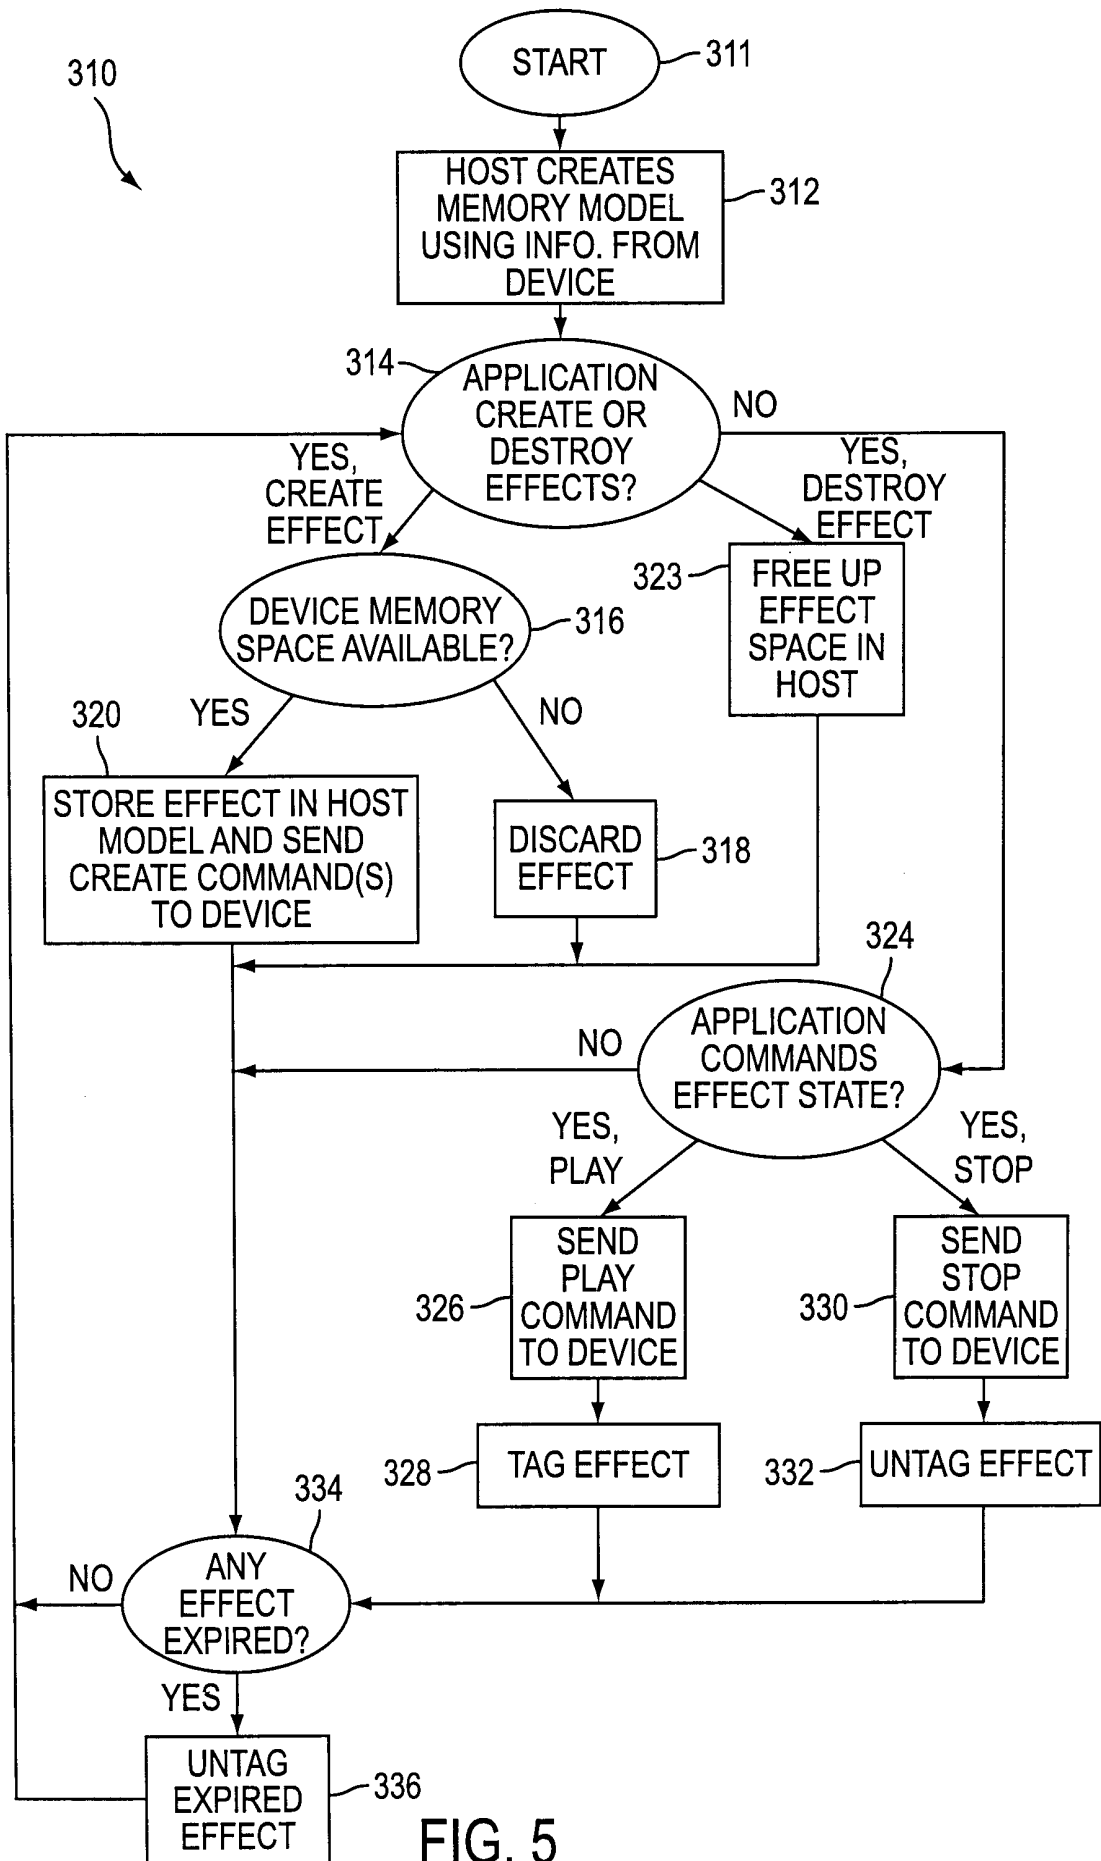 START
311
310
HOST CREATES
MEMORY MODEL
USING INFO. FROM
DEVICE
312
314
APPLICATION
CREATE OR
DESTROY
EFFECTS?
NO
YES,
CREATE
EFFECT
YES,
DESTROY
EFFECT
DEVICE MEMORY
SPACE AVAILABLE?
316
323
FREE UP
EFFECT
SPACE IN
HOST
YES
NO
320
STORE EFFECT IN HOST
MODEL AND SEND
CREATE COMMAND(S)
TO DEVICE
DISCARD
EFFECT
318
324
APPLICATION
COMMANDS
EFFECT STATE?
NO
YES,
PLAY
YES,
STOP
SEND
PLAY
COMMAND
TO DEVICE
326
SEND
STOP
COMMAND
TO DEVICE
330
TAG EFFECT
328
UNTAG EFFECT
332
334
ANY
EFFECT
EXPIRED?
NO
YES
UNTAG
EXPIRED
EFFECT
336
FIG. 5